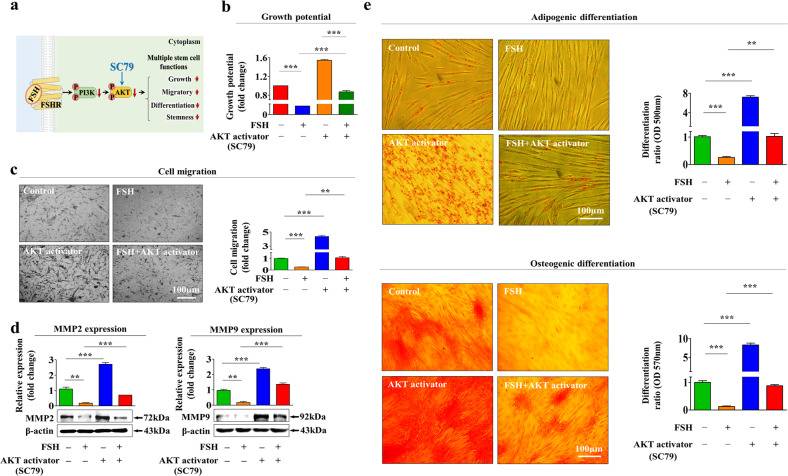 a
Cytoplasm
SC79
Multiple stem cell
functions
FSH
FSHR
P
P
PI3K
P
P
AKT
Growth
Migratory
Differentiation
Stemness
b
Growth potential
Growth potential
(fold change)
1.6
1.2
0.8
0.2
0
***
***
***
FSH
− + − +
AKT activator
(SC79)
− − + +
c
Cell migration
Control
FSH
AKT activator
FSH+AKT activator
100μm
Cell migration
(fold change)
5
3
1
0
***
***
**
FSH
− + − +
AKT activator
(SC79)
− − + +
d
MMP2 expression
Relative expression
(fold change)
3
2
1
0
**
***
***
MMP2
72kDa
β-actin
43kDa
FSH
− + − +
AKT activator
(SC79)
− − + +
MMP9 expression
Relative expression
(fold change)
3
2
1
0
**
***
***
MMP9
92kDa
β-actin
43kDa
FSH
− + − +
AKT activator
(SC79)
− − + +
e
Adipogenic differentiation
Control
FSH
AKT activator
FSH+AKT activator
100μm
Differentiation
ratio (OD 500nm)
8
5
2
1
0
***
***
**
FSH
− + − +
AKT activator
(SC79)
− − + +
Osteogenic differentiation
Control
FSH
AKT activator
FSH+AKT activator
100μm
Differentiation
ratio (OD 570nm)
10
5
1
0
***
***
***
FSH
− + − +
AKT activator
(SC79)
− − + +